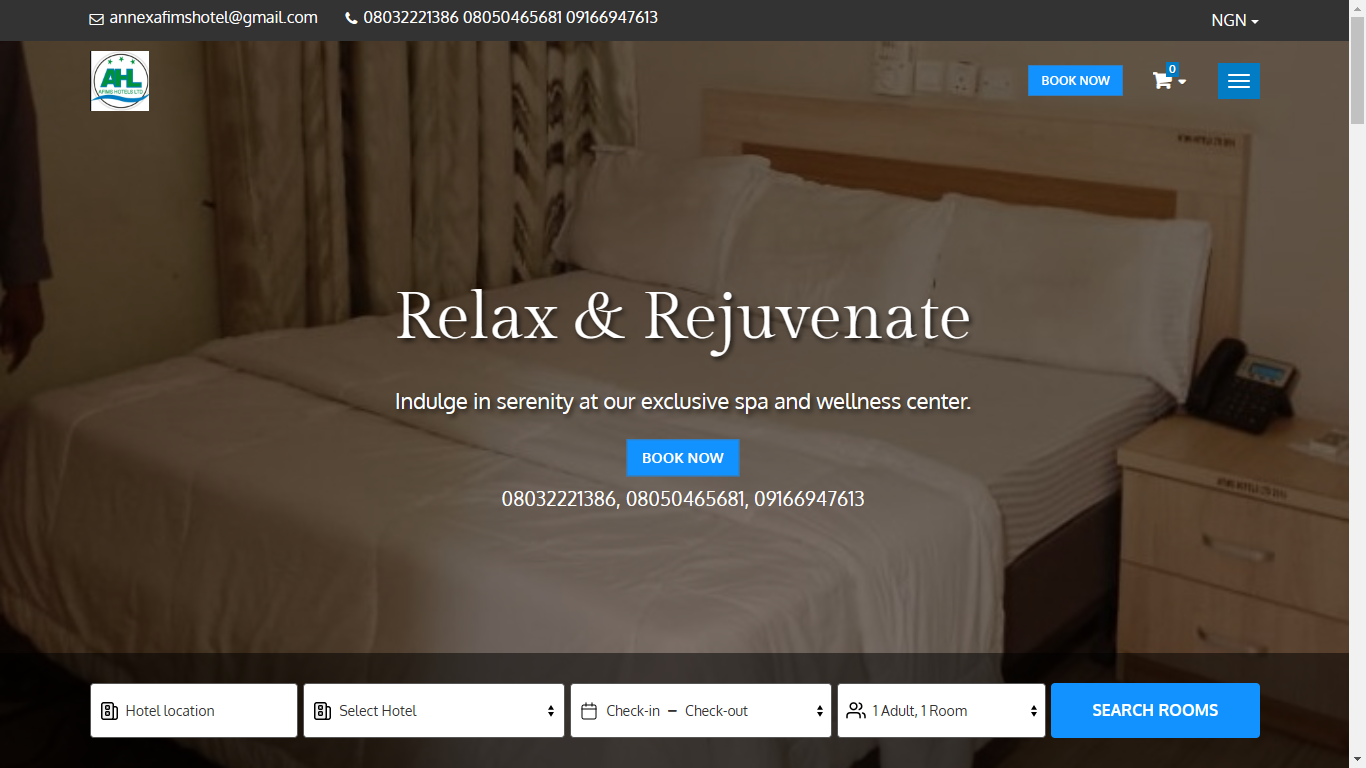 annexafimshotel@gmail.com 08032221386 08050465681 09166947613 NGN
AHL
AFIMS HOTELS LTD
BOOK NOW 0
Relax & Rejuvenate
Indulge in serenity at our exclusive spa and wellness center.
BOOK NOW
08032221386, 08050465681, 09166947613
Hotel location Select Hotel Check-in – Check-out 1 Adult, 1 Room SEARCH ROOMS